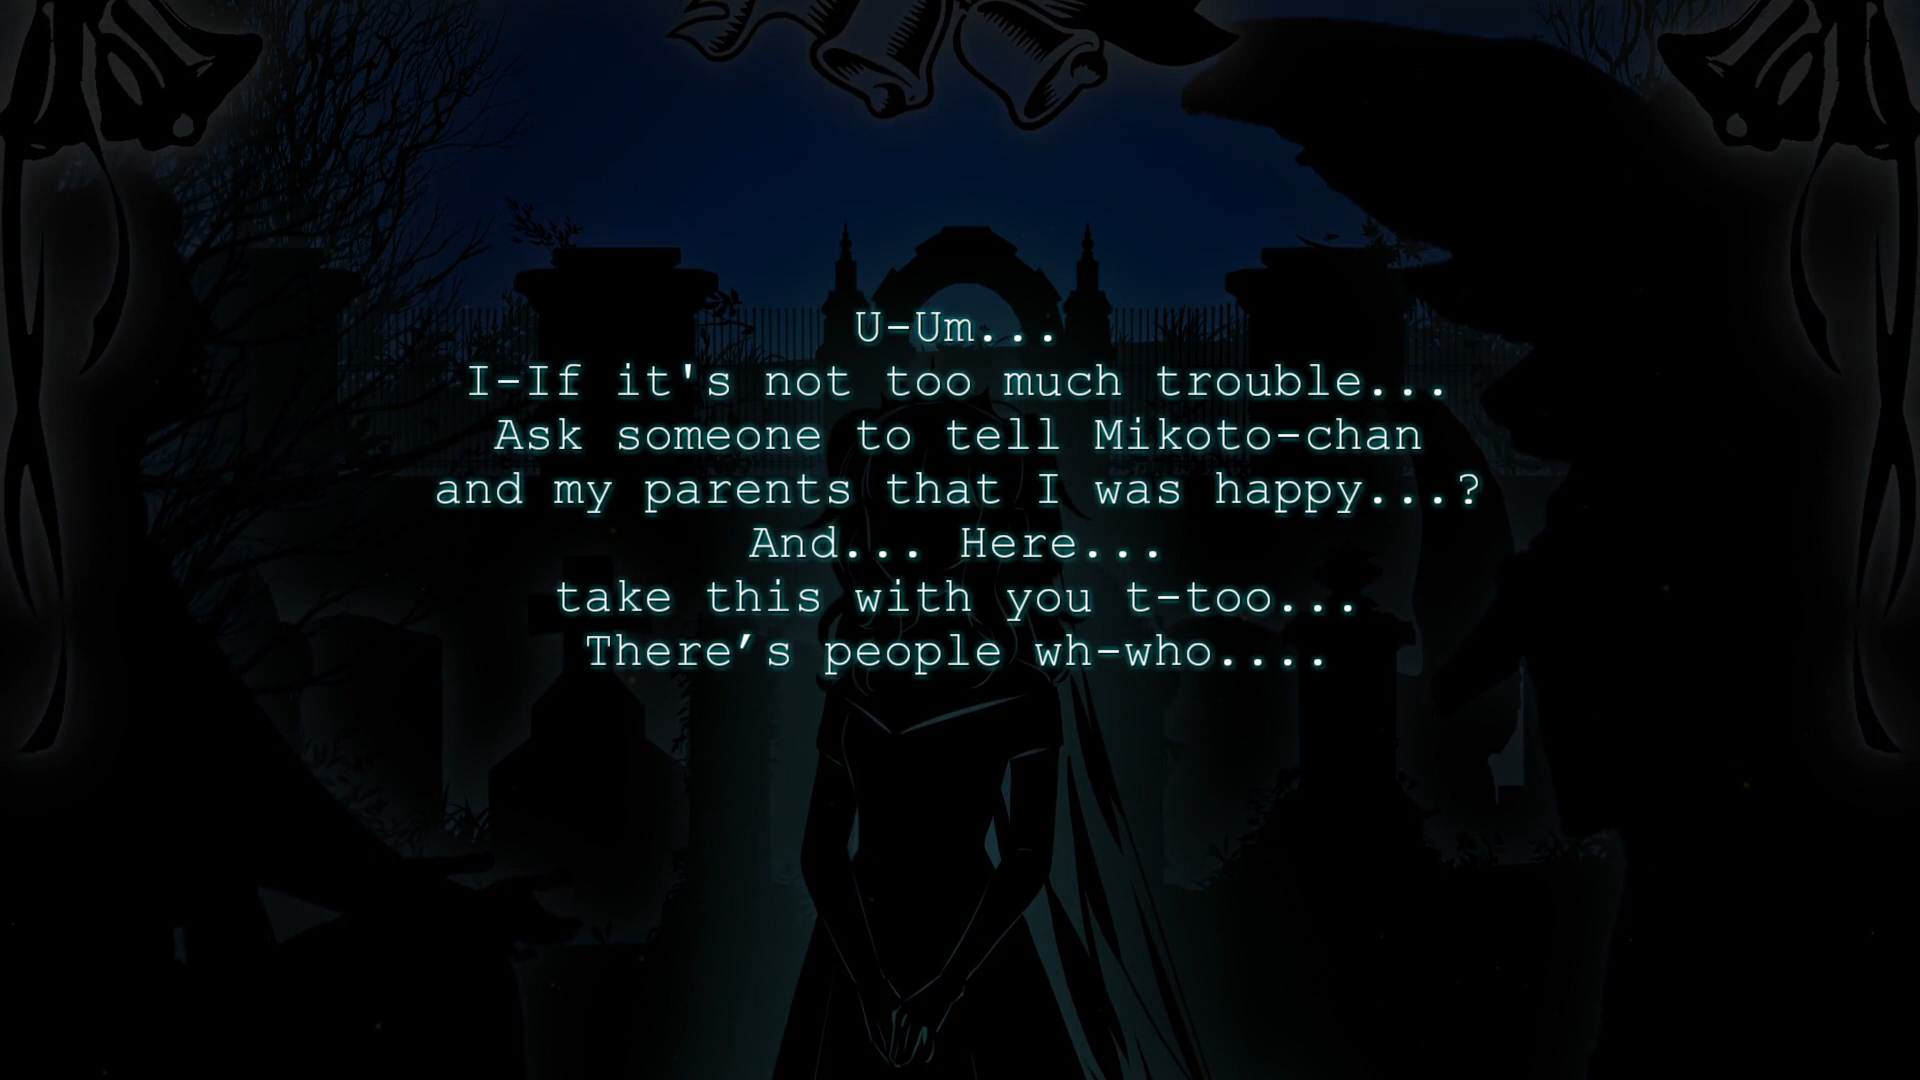 U-Um...
I-If it's not too much trouble...
Ask someone to tell Mikoto-chan
and my parents that I was happy...?
And... Here...
take this with you t-too...
There’s people wh-who....